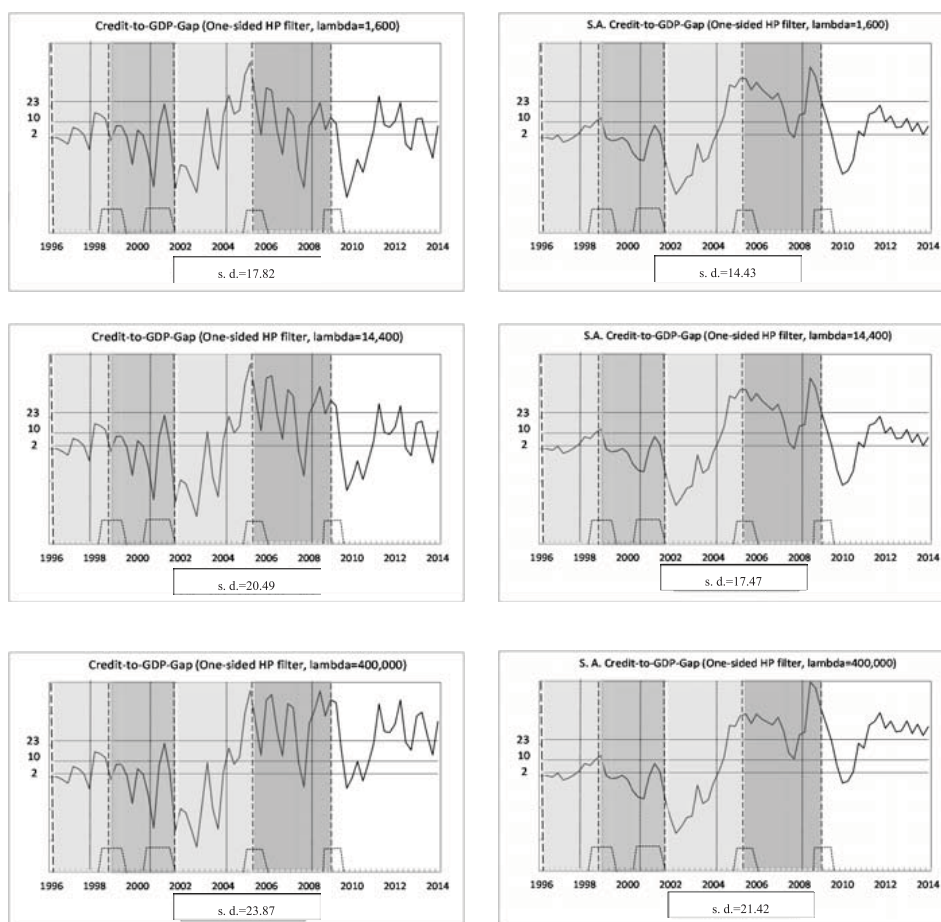 Credit-to-GDP-Gap (One-sided HP filter, lambda=1,600)
23
10
2
1996 1998 2000 2002 2004 2006 2008 2010 2012 2014
s. d.=17.82
S.A. Credit-to-GDP-Gap (One-sided HP filter, lambda=1,600)
23
10
2
1996 1998 2000 2002 2004 2006 2008 2010 2012 2014
s. d.=14.43
Credit-to-GDP-Gap (One-sided HP filter, lambda=14,400)
23
10
2
1996 1998 2000 2002 2004 2006 2008 2010 2012 2014
s. d.=20.49
S.A. Credit-to-GDP-Gap (One-sided HP filter, lambda=14,400)
23
10
2
1996 1998 2000 2002 2004 2006 2008 2010 2012 2014
s. d.=17.47
Credit-to-GDP-Gap (One-sided HP filter, lambda=400,000)
23
10
2
1996 1998 2000 2002 2004 2006 2008 2010 2012 2014
s. d.=23.87
S. A. Credit-to-GDP-Gap (One-sided HP filter, lambda=400,000)
23
10
2
1996 1998 2000 2002 2004 2006 2008 2010 2012 2014
s. d.=21.42